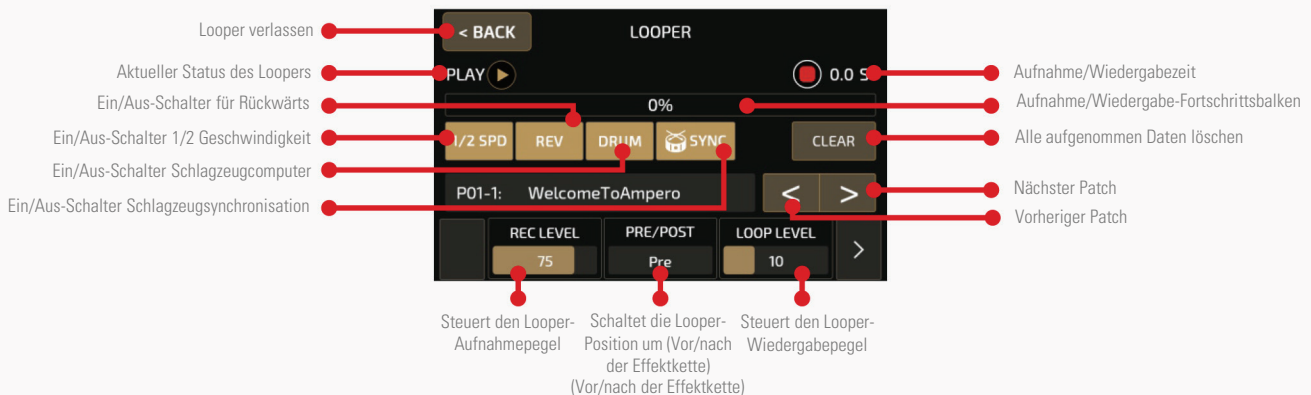 Looper verlassen
< BACK
LOOPER
Aktueller Status des Loopers
PLAY
0.0 S
Aufnahme/Wiedergabezeit
Ein/Aus-Schalter für Rückwärts
0%
Aufnahme/Wiedergabe-Fortschrittsbalken
Ein/Aus-Schalter 1/2 Geschwindigkeit
1/2 SPD
REV
DRUM
SYNC
CLEAR
Alle aufgenommen Daten löschen
Ein/Aus-Schalter Schlagzeugcomputer
Ein/Aus-Schalter Schlagzeugsynchronisation
P01-1: WelcomeToAmpero
<
>
Nächster Patch
Vorheriger Patch
REC LEVEL
75
PRE/POST
Pre
LOOP LEVEL
10
>
Steuert den Looper-
Aufnahmepegel
Schaltet die Looper-
Position um (Vor/nach
der Effektkette)
(Vor/nach der Effektkette)
Steuert den Looper-
Wiedergabepegel